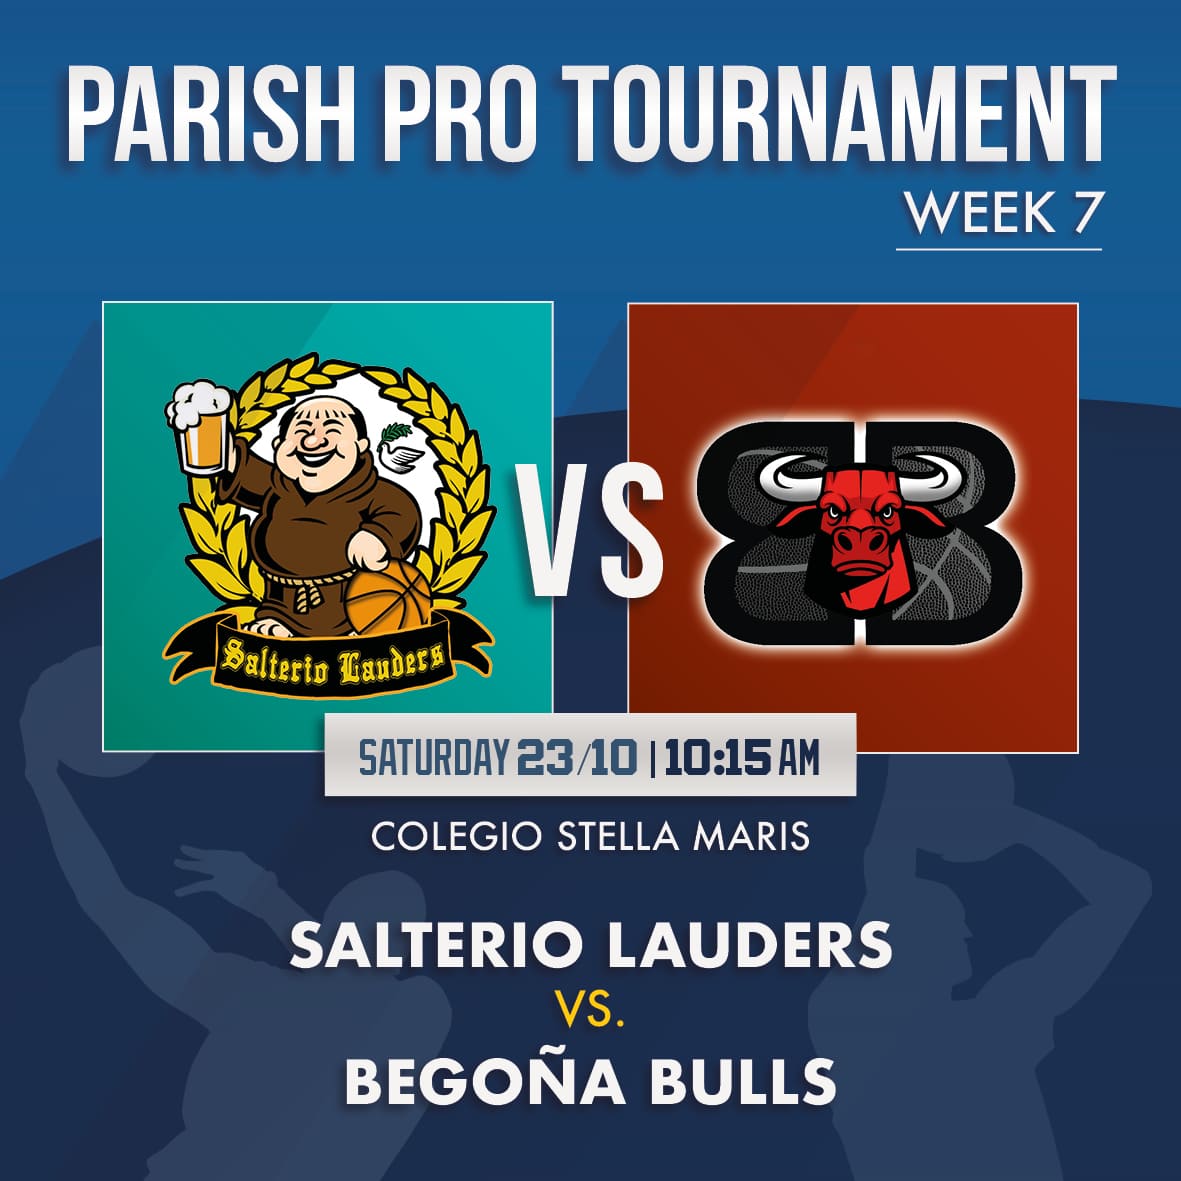 PARISH PRO TOURNAMENT
WEEK 7
VS
Salterio Lauders
BB
SATURDAY 23/10 | 10:15 AM
COLEGIO STELLA MARIS
SALTERIO LAUDERS
VS.
BEGOÑA BULLS